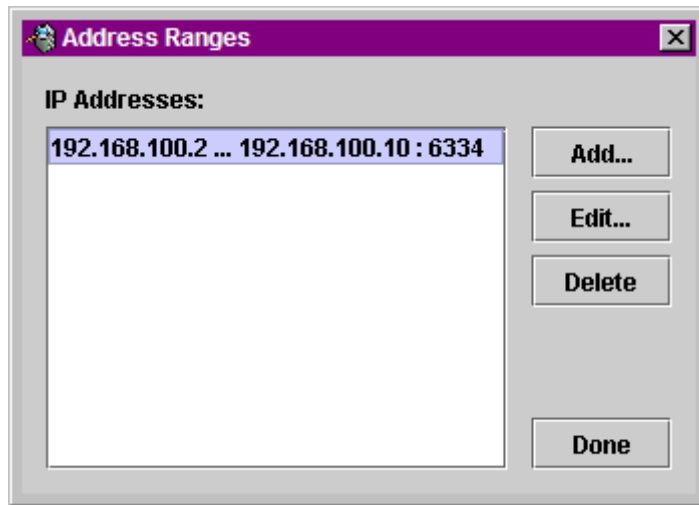 Address Ranges
IP Addresses:
192.168.100.2 ... 192.168.100.10 : 6334
Add...
Edit...
Delete
Done